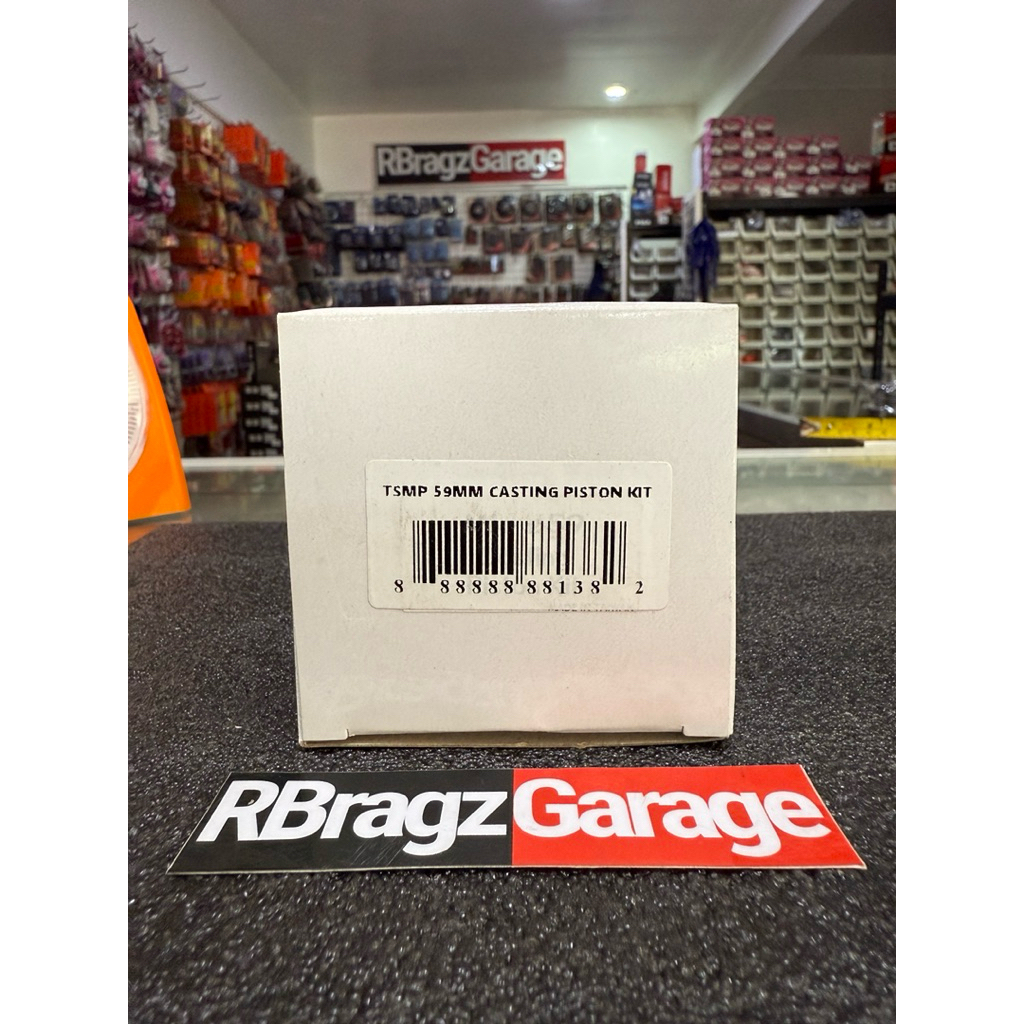 RBragzGarage
TSMP 59MM CASTING PISTON KIT
8 88888 88138 2
RBragzGarage